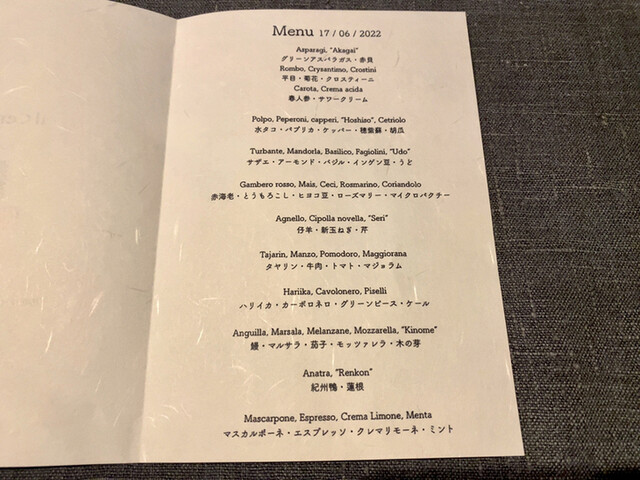 Menu 17 / 06 / 2022
Asparagi, "Akagai"
グリーンアスパラガス・赤貝
Rombo, Crysantimo, Crostini
平目・菊花・クロスティーニ
Carota, Crema acida
春人参・サワークリーム
Polpo, Peperoni, capperi, "Hoshiso", Cetriolo
水タコ・パプリカ・ケッパー・穂紫蘇・胡瓜
Turbante, Mandorla, Basilico, Fagiolini, "Udo"
サザエ・アーモンド・バジル・インゲン豆・うど
Gambero rosso, Mais, Ceci, Rosmarino, Coriandolo
赤海老・とうもろこし・ヒヨコ豆・ローズマリー・マイクロパクチー
Agnello, Cipolla novella, "Seri"
仔羊・新玉ねぎ・芹
Tajarin, Manzo, Pomodoro, Maggiorana
タヤリン・牛肉・トマト・マジョラム
Hariika, Cavolonero, Piselli
ハリイカ・カーボロネロ・グリーンピース・ケール
Anguilla, Marsala, Melanzane, Mozzarella, "Kinome"
鰻・マルサラ・茄子・モッツァレラ・木の芽
Anatra, "Renkon"
紀州鴨・蓮根
Mascarpone, Espresso, Crema Limone, Menta
マスカルポーネ・エスプレッソ・クレマリモーネ・ミント